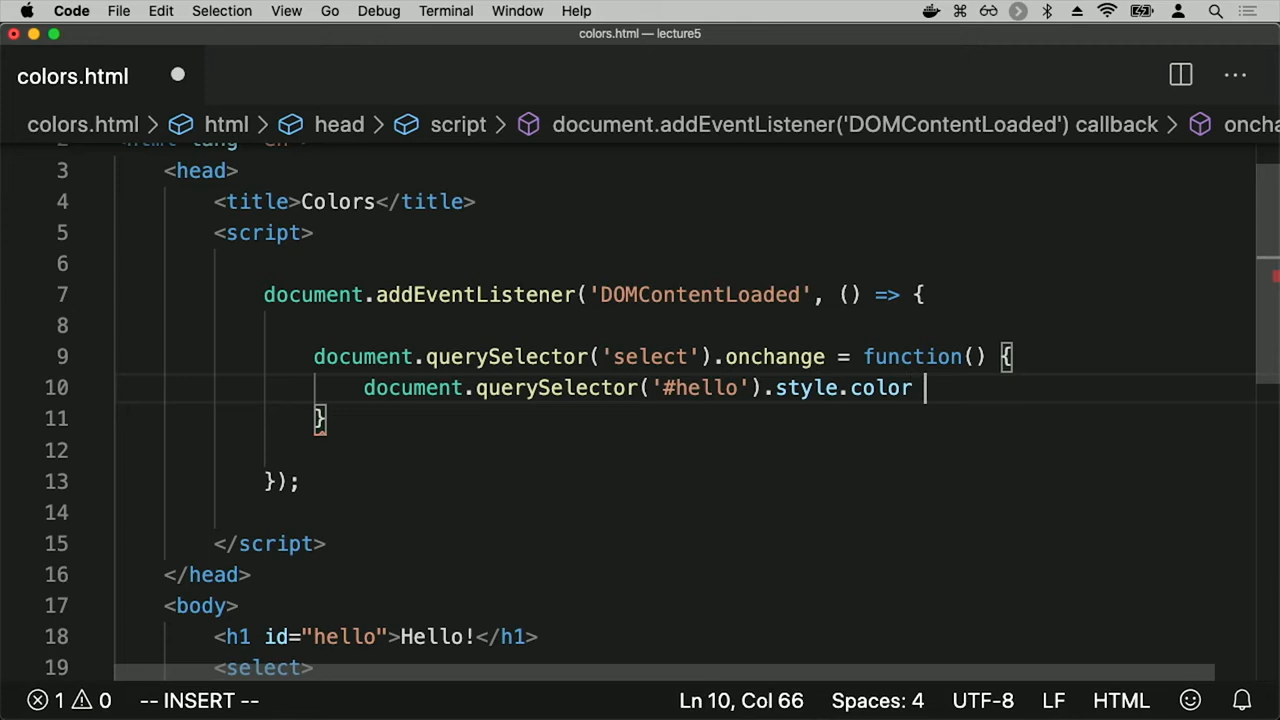 Code File Edit Selection View Go Debug Terminal Window Help
colors.html — lecture5
colors.html
colors.html > html > head > script > document.addEventListener('DOMContentLoaded') callback >
3 <head>
4 <title>Colors</title>
5 <script>
6
7 document.addEventListener('DOMContentLoaded', () => {
8
9 document.querySelector('select').onchange = function() {
10 document.querySelector('#hello').style.color
11 }
12
13 });
14
15 </script>
16 </head>
17 <body>
18 <h1 id="hello">Hello!</h1>
19 <select>
1 0 -- INSERT -- Ln 10, Col 66 Spaces: 4 UTF-8 LF HTML